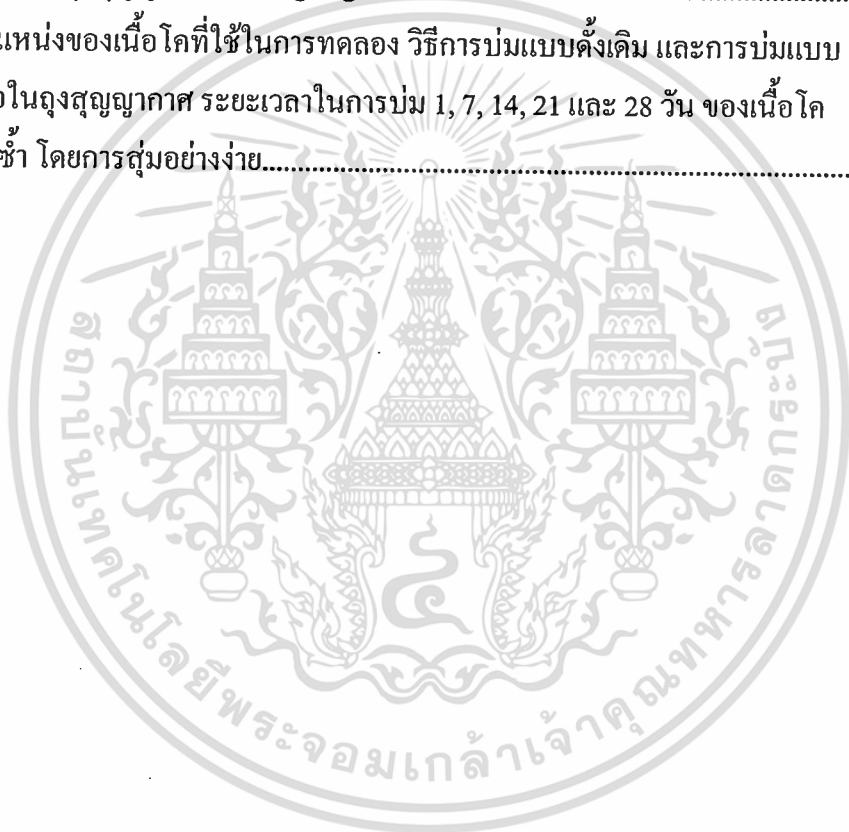 แหน่งของเนื้อโคที่ใช้ในการทดลอง วิธีการบ่มแบบดั้งเดิม และการบ่มแบบ
ในถุงสุญญากาศ ระยะเวลาในการบ่ม 1, 7, 14, 21 และ 28 วัน ของเนื้อโค
ซ้ำ โดยการสุ่มอย่างง่าย....................................................................................
สถาบันเทคโนโลยีพระจอมเกล้าเจ้าคุณทหารลาดกระบัง